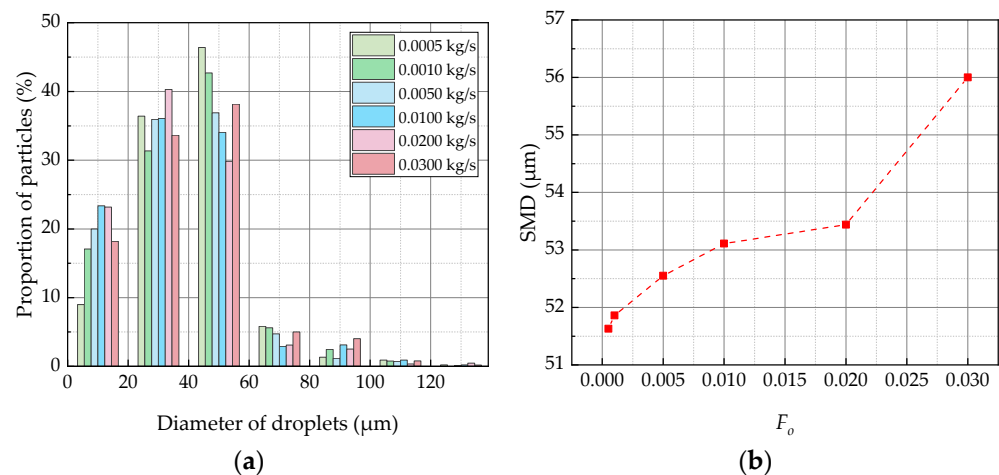 50
40
30
20
10
0
Proportion of particles (%)
0.0005 kg/s
0.0010 kg/s
0.0050 kg/s
0.0100 kg/s
0.0200 kg/s
0.0300 kg/s
0 20 40 60 80 100 120
Diameter of droplets (μm)
(a)
57
56
55
54
53
52
51
SMD (μm)
0.000 0.005 0.010 0.015 0.020 0.025 0.030
Fo
(b)